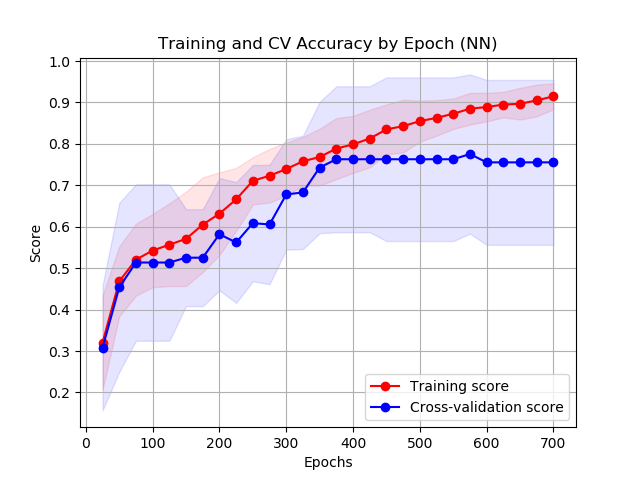 Training and CV Accuracy by Epoch (NN)
1.0
0.9
0.8
0.7
0.6
0.5
0.4
0.3
0.2
Score
0 100 200 300 400 500 600 700
Epochs
Training score
Cross-validation score